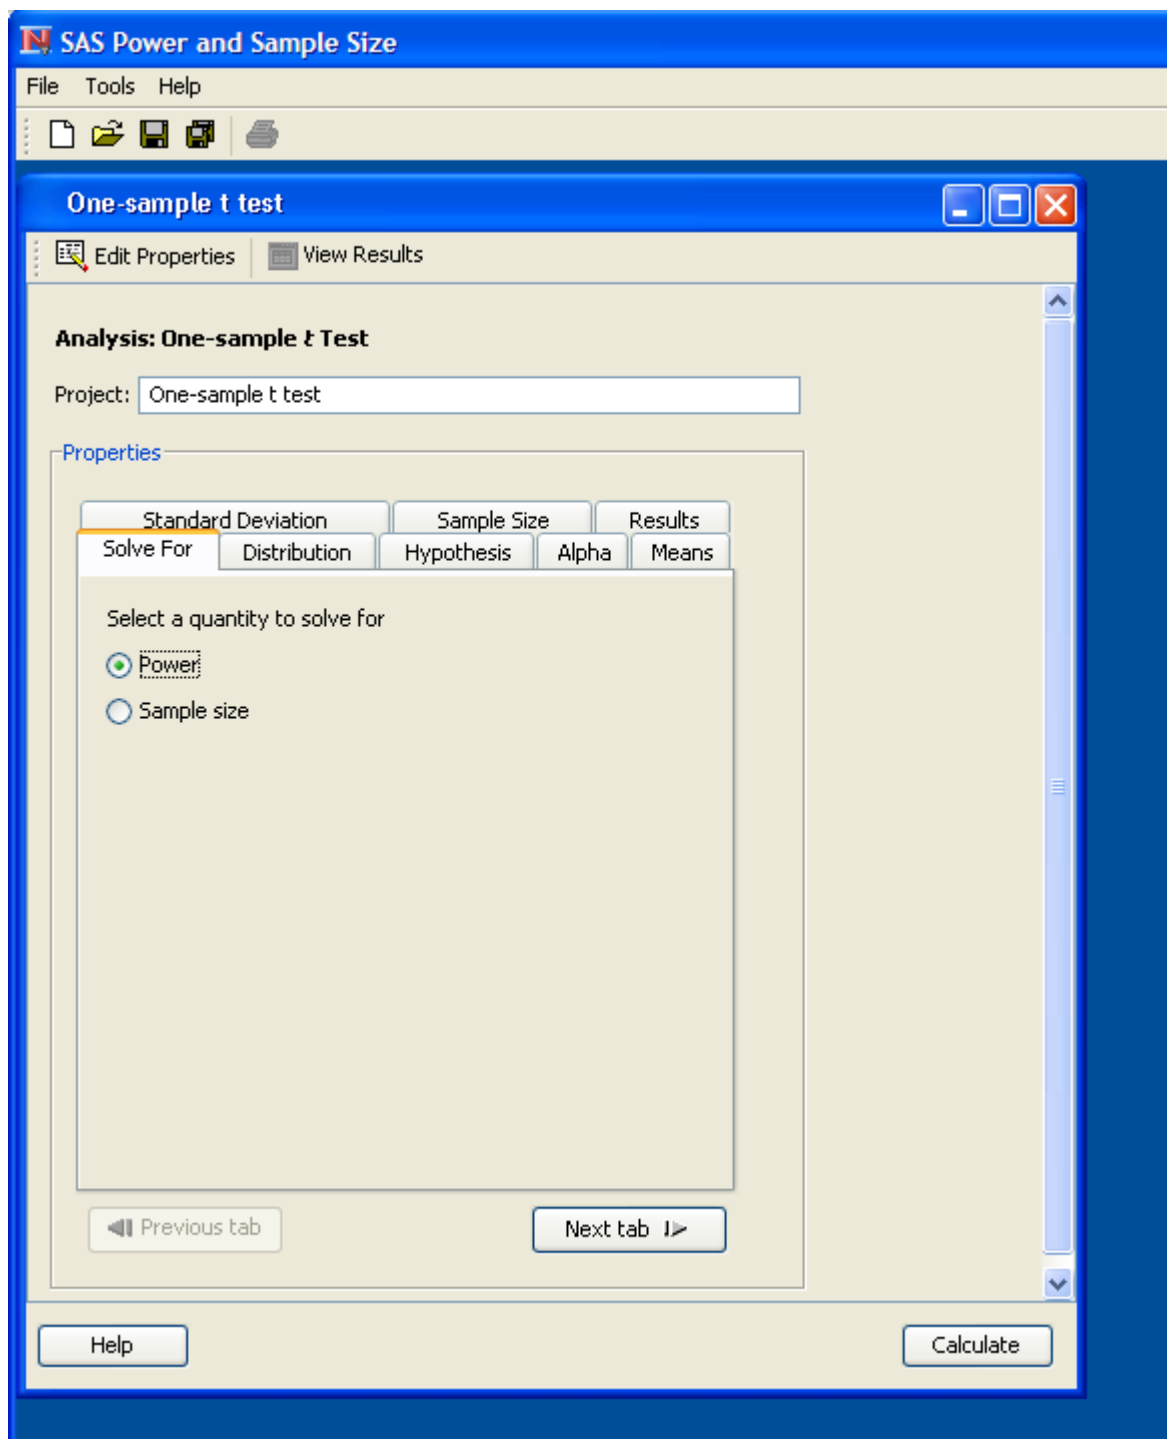 SAS Power and Sample Size
File Tools Help
One-sample t test
Edit Properties View Results
Analysis: One-sample t Test
Project: One-sample t test
Properties
Standard Deviation Sample Size Results
Solve For Distribution Hypothesis Alpha Means
Select a quantity to solve for
Power
Sample size
Previous tab Next tab
Help Calculate